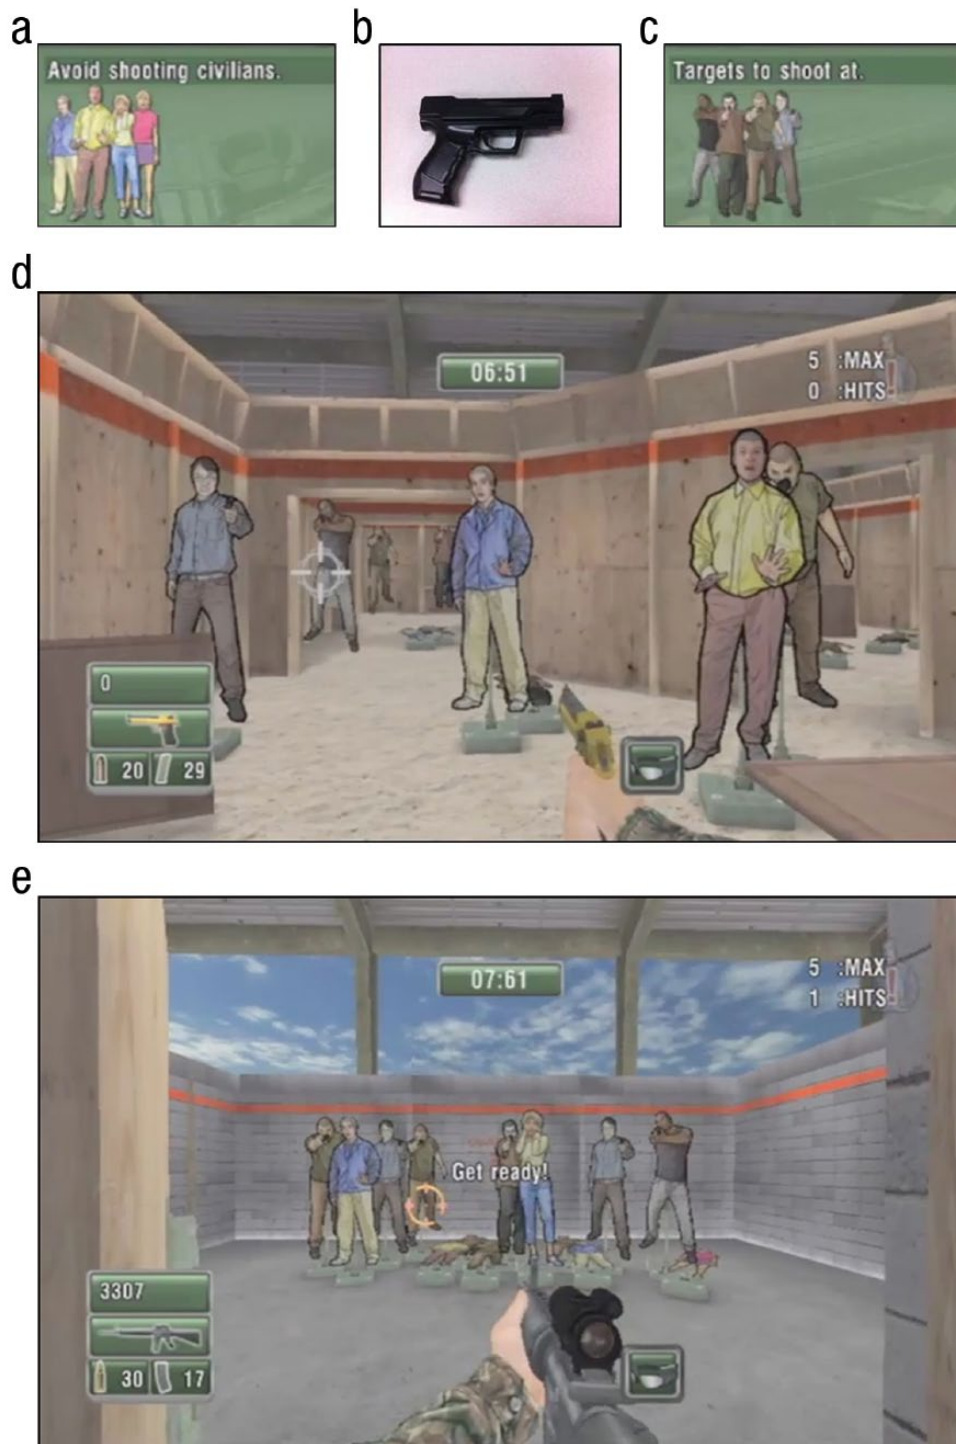 a
b
c
Avoid shooting civilians.
Targets to shoot at.
d
06:51
5 :MAX
0 :HITS
0
20 29
e
07:61
5 :MAX
1 :HITS
Get ready!
3307
30 17